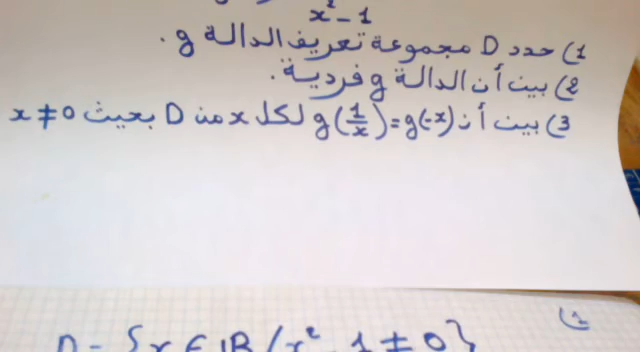 x² - 1
1) حدد D مجموعة تعريف الدالة g.
2) بين أن الدالة g فردية.
3) بين أن g(1/x)=g(-x) لكل x من D بحيث x ≠ 0
1)
D = {x ∈ IR / x² - 1 ≠ 0}